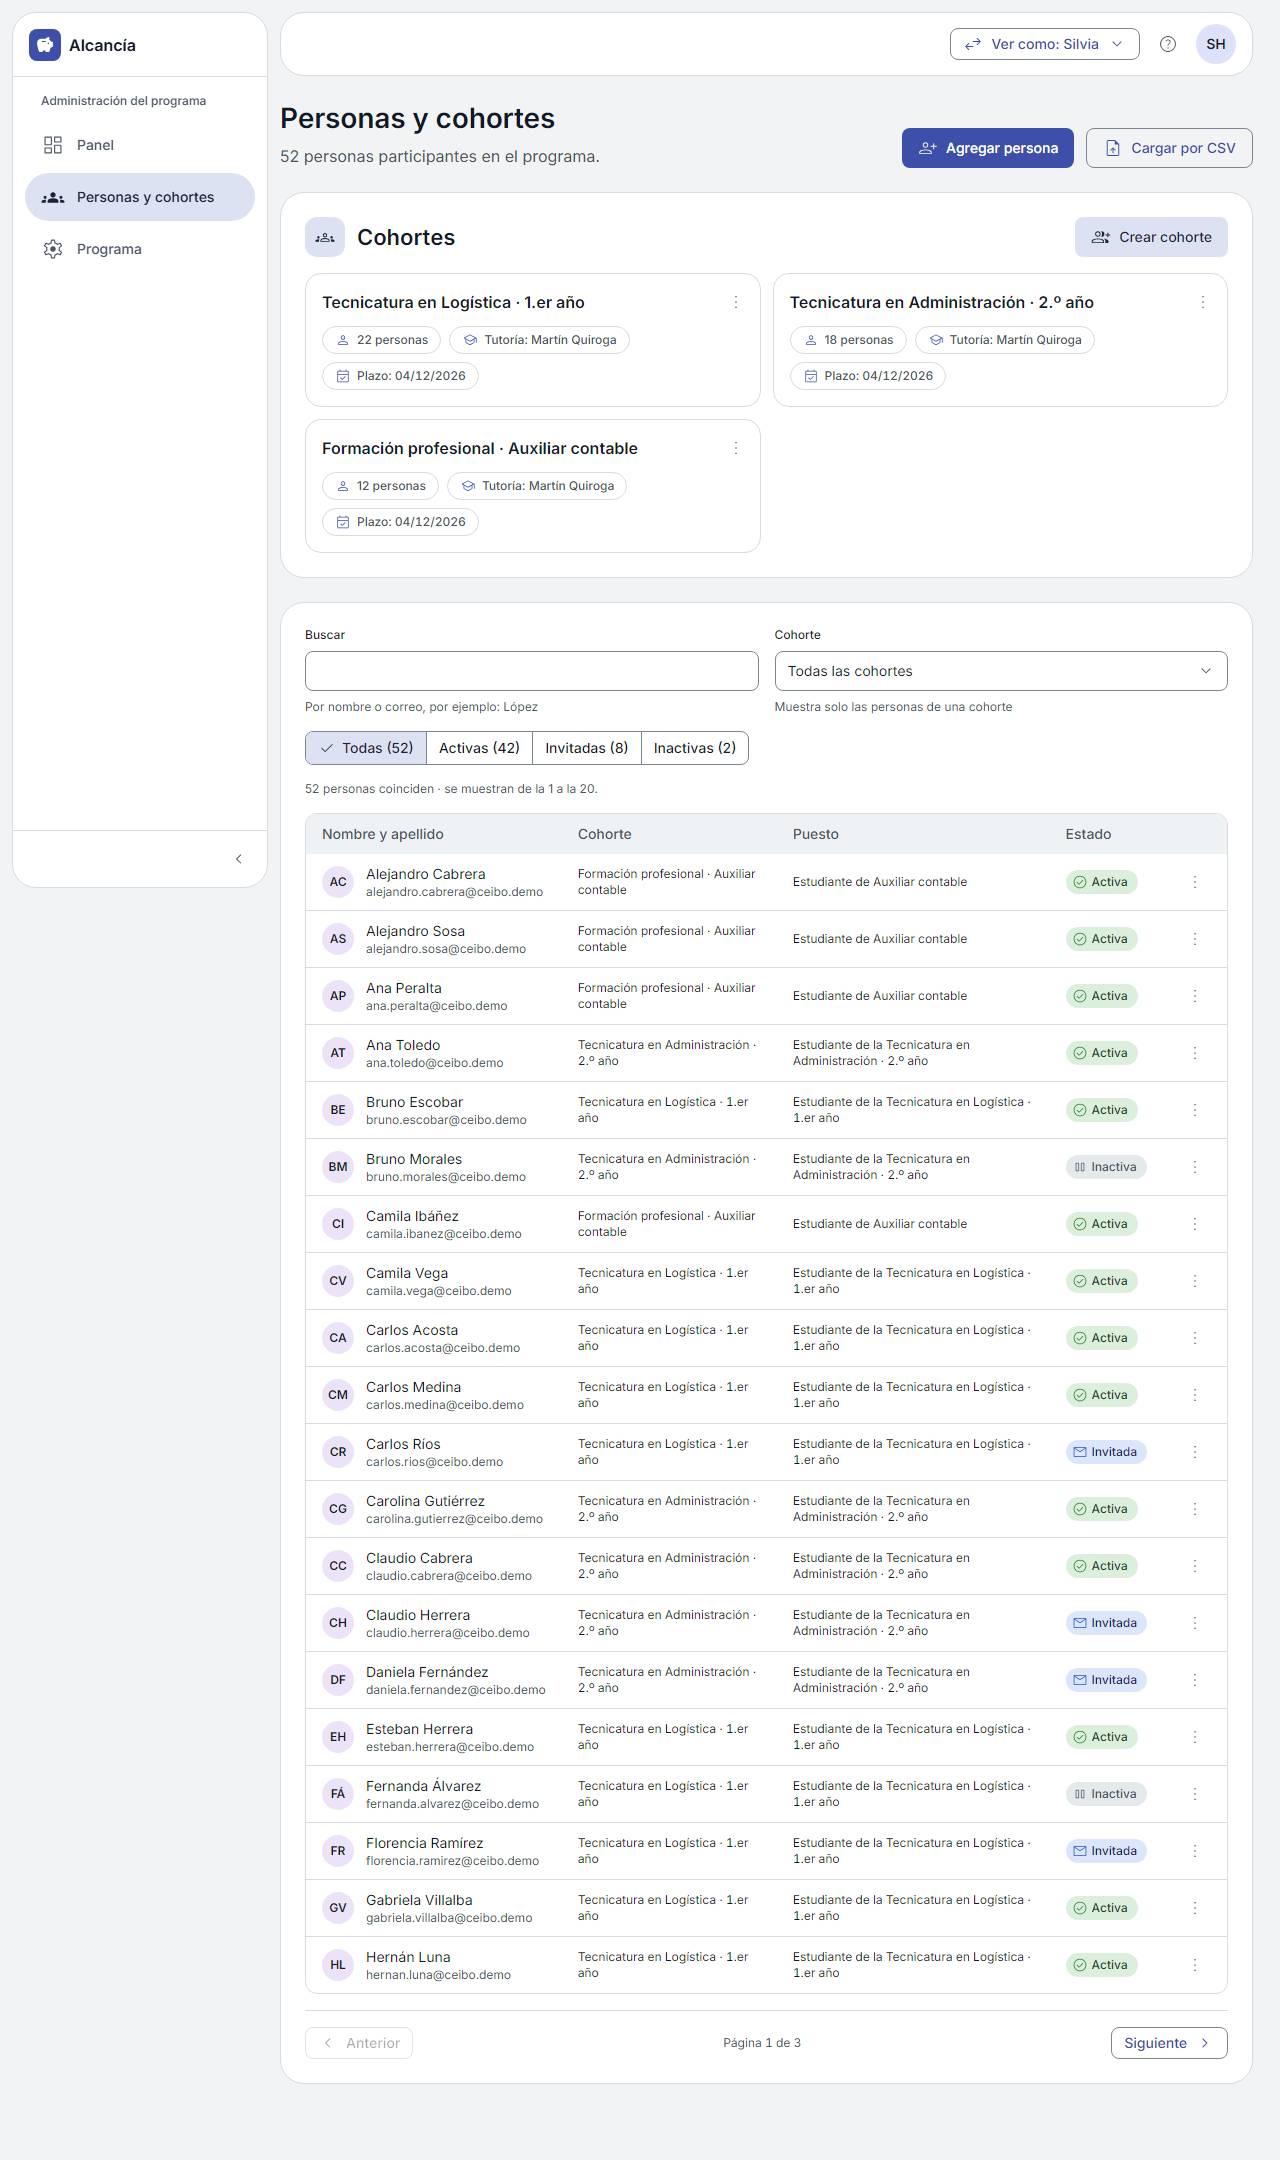 Alcancía
Ver como: Silvia
SH
Administración del programa
Panel
Personas y cohortes
Programa
Personas y cohortes
52 personas participantes en el programa.
Agregar persona
Cargar por CSV
Cohortes
Crear cohorte
Tecnicatura en Logística · 1.er año
22 personas
Tutoría: Martín Quiroga
Plazo: 04/12/2026
Tecnicatura en Administración · 2.º año
18 personas
Tutoría: Martín Quiroga
Plazo: 04/12/2026
Formación profesional · Auxiliar contable
12 personas
Tutoría: Martín Quiroga
Plazo: 04/12/2026
Buscar
Por nombre o correo, por ejemplo: López
Cohorte
Todas las cohortes
Muestra solo las personas de una cohorte
Todas (52)
Activas (42)
Invitadas (8)
Inactivas (2)
52 personas coinciden · se muestran de la 1 a la 20.
Nombre y apellido
Cohorte
Puesto
Estado
AC
Alejandro Cabrera
alejandro.cabrera@ceibo.demo
Formación profesional · Auxiliar
contable
Estudiante de Auxiliar contable
Activa
AS
Alejandro Sosa
alejandro.sosa@ceibo.demo
Formación profesional · Auxiliar
contable
Estudiante de Auxiliar contable
Activa
AP
Ana Peralta
ana.peralta@ceibo.demo
Formación profesional · Auxiliar
contable
Estudiante de Auxiliar contable
Activa
AT
Ana Toledo
ana.toledo@ceibo.demo
Tecnicatura en Administración ·
2.º año
Estudiante de la Tecnicatura en
Administración · 2.º año
Activa
BE
Bruno Escobar
bruno.escobar@ceibo.demo
Tecnicatura en Logística · 1.er
año
Estudiante de la Tecnicatura en Logística ·
1.er año
Activa
BM
Bruno Morales
bruno.morales@ceibo.demo
Tecnicatura en Administración ·
2.º año
Estudiante de la Tecnicatura en
Administración · 2.º año
Inactiva
CI
Camila Ibáñez
camila.ibanez@ceibo.demo
Formación profesional · Auxiliar
contable
Estudiante de Auxiliar contable
Activa
CV
Camila Vega
camila.vega@ceibo.demo
Tecnicatura en Logística · 1.er
año
Estudiante de la Tecnicatura en Logística ·
1.er año
Activa
CA
Carlos Acosta
carlos.acosta@ceibo.demo
Tecnicatura en Logística · 1.er
año
Estudiante de la Tecnicatura en Logística ·
1.er año
Activa
CM
Carlos Medina
carlos.medina@ceibo.demo
Tecnicatura en Logística · 1.er
año
Estudiante de la Tecnicatura en Logística ·
1.er año
Activa
CR
Carlos Ríos
carlos.rios@ceibo.demo
Tecnicatura en Logística · 1.er
año
Estudiante de la Tecnicatura en Logística ·
1.er año
Invitada
CG
Carolina Gutiérrez
carolina.gutierrez@ceibo.demo
Tecnicatura en Administración ·
2.º año
Estudiante de la Tecnicatura en
Administración · 2.º año
Activa
CC
Claudio Cabrera
claudio.cabrera@ceibo.demo
Tecnicatura en Administración ·
2.º año
Estudiante de la Tecnicatura en
Administración · 2.º año
Activa
CH
Claudio Herrera
claudio.herrera@ceibo.demo
Tecnicatura en Administración ·
2.º año
Estudiante de la Tecnicatura en
Administración · 2.º año
Invitada
DF
Daniela Fernández
daniela.fernandez@ceibo.demo
Tecnicatura en Administración ·
2.º año
Estudiante de la Tecnicatura en
Administración · 2.º año
Invitada
EH
Esteban Herrera
esteban.herrera@ceibo.demo
Tecnicatura en Logística · 1.er
año
Estudiante de la Tecnicatura en Logística ·
1.er año
Activa
FÁ
Fernanda Álvarez
fernanda.alvarez@ceibo.demo
Tecnicatura en Logística · 1.er
año
Estudiante de la Tecnicatura en Logística ·
1.er año
Inactiva
FR
Florencia Ramírez
florencia.ramirez@ceibo.demo
Tecnicatura en Logística · 1.er
año
Estudiante de la Tecnicatura en Logística ·
1.er año
Invitada
GV
Gabriela Villalba
gabriela.villalba@ceibo.demo
Tecnicatura en Logística · 1.er
año
Estudiante de la Tecnicatura en Logística ·
1.er año
Activa
HL
Hernán Luna
hernan.luna@ceibo.demo
Tecnicatura en Logística · 1.er
año
Estudiante de la Tecnicatura en Logística ·
1.er año
Activa
Anterior
Página 1 de 3
Siguiente